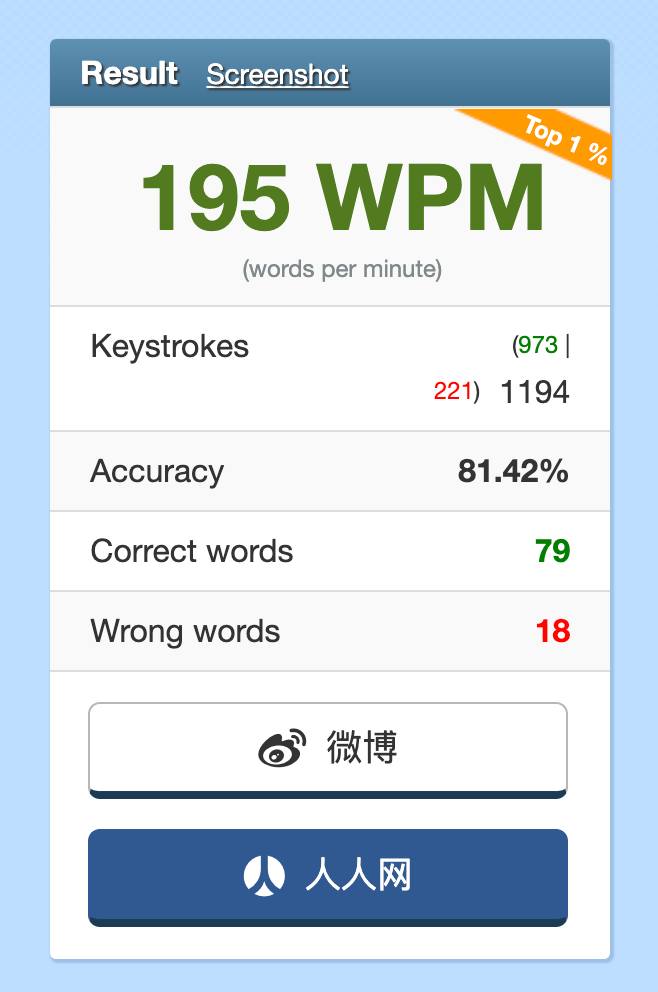 Result Screenshot
Top 1 %
195 WPM
(words per minute)
Keystrokes (973 |
221) 1194
Accuracy 81.42%
Correct words 79
Wrong words 18
微博
人人网